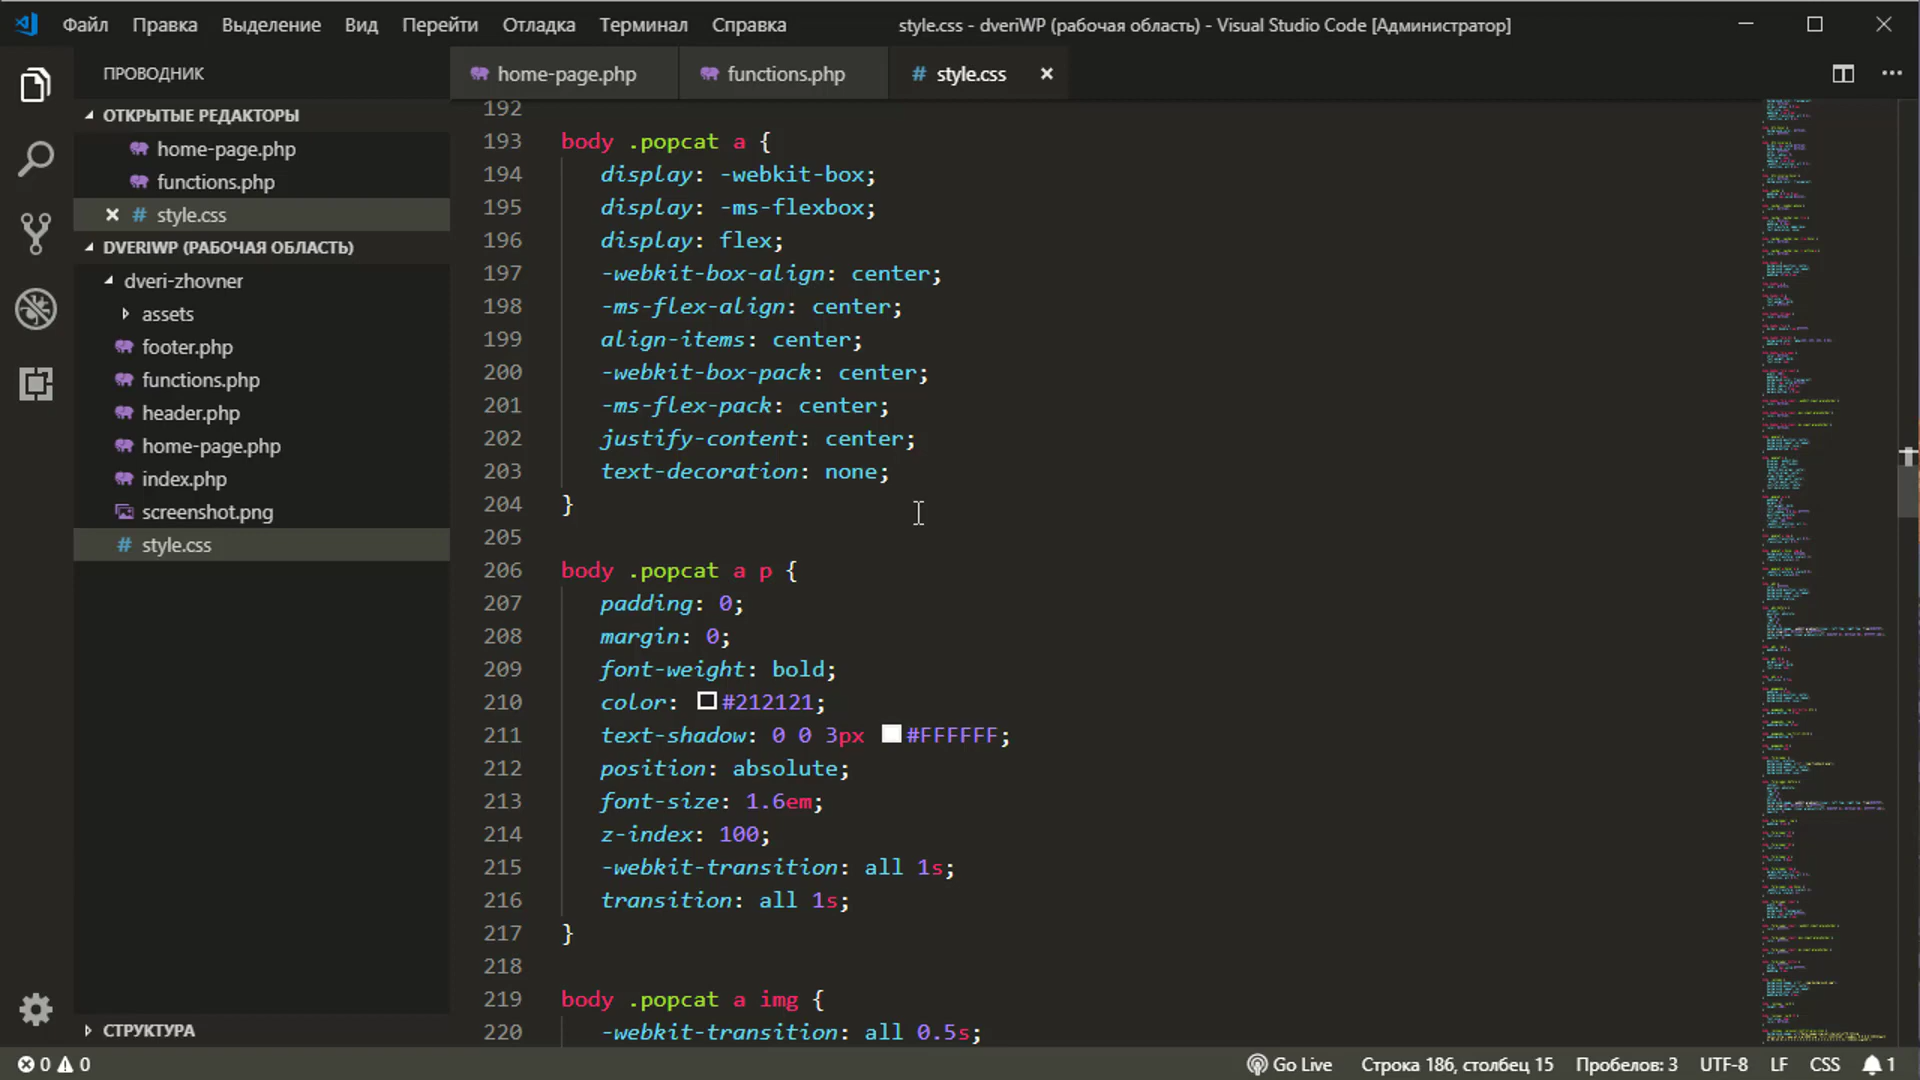 Файл Правка Выделение Вид Перейти Отладка Терминал Справка style.css - dveriWP (рабочая область) - Visual Studio Code [Администратор]
ПРОВОДНИК
ОТКРЫТЫЕ РЕДАКТОРЫ
home-page.php
functions.php
style.css
DVERIWP (РАБОЧАЯ ОБЛАСТЬ)
dveri-zhovner
assets
footer.php
functions.php
header.php
home-page.php
index.php
screenshot.png
style.css
СТРУКТУРА
home-page.php functions.php style.css
192
193 body .popcat a {
194 display: -webkit-box;
195 display: -ms-flexbox;
196 display: flex;
197 -webkit-box-align: center;
198 -ms-flex-align: center;
199 align-items: center;
200 -webkit-box-pack: center;
201 -ms-flex-pack: center;
202 justify-content: center;
203 text-decoration: none;
204 }
205
206 body .popcat a p {
207 padding: 0;
208 margin: 0;
209 font-weight: bold;
210 color: #212121;
211 text-shadow: 0 0 3px #FFFFFF;
212 position: absolute;
213 font-size: 1.6em;
214 z-index: 100;
215 -webkit-transition: all 1s;
216 transition: all 1s;
217 }
218
219 body .popcat a img {
220 -webkit-transition: all 0.5s;
0 0 Go Live Строка 186, столбец 15 Пробелов: 3 UTF-8 LF CSS 1